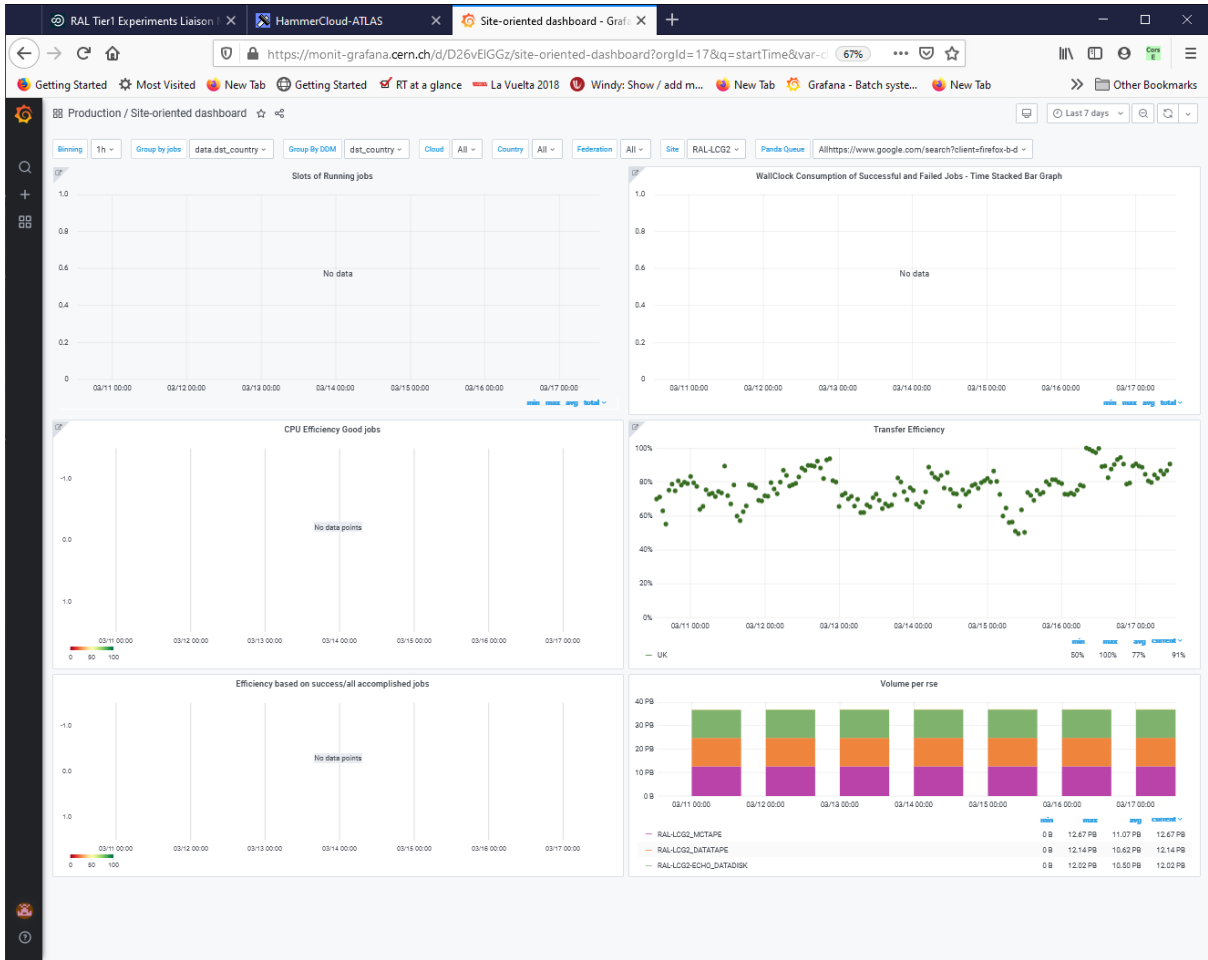 RAL Tier1 Experiments Liaison
HammerCloud-ATLAS
Site-oriented dashboard - Grafa
https://monit-grafana.cern.ch/d/D26vElGGz/site-oriented-dashboard?orgId=17&q=startTime&var-c
67%
Cors
E
Getting Started Most Visited New Tab Getting Started RT at a glance La Vuelta 2018 Windy: Show / add m... New Tab Grafana - Batch syste... New Tab Other Bookmarks
Production / Site-oriented dashboard
Last 7 days
Binning 1h Group by jobs data.dst_country Group By DDM dst_country Cloud All Country All Federation All Site RAL-LCG2 Panda Queue Allhttps://www.google.com/search?client=firefox-b-d
Slots of Running jobs
1.0
0.8
0.6
No data
0.4
0.2
0
03/11 00:00 03/12 00:00 03/13 00:00 03/14 00:00 03/15 00:00 03/16 00:00 03/17 00:00
min max avg total
WallClock Consumption of Successful and Failed Jobs - Time Stacked Bar Graph
1.0
0.8
0.6
No data
0.4
0.2
0
03/11 00:00 03/12 00:00 03/13 00:00 03/14 00:00 03/15 00:00 03/16 00:00 03/17 00:00
min max avg total
CPU Efficiency Good jobs
-1.0
No data points
0.0
1.0
03/11 00:00 03/12 00:00 03/13 00:00 03/14 00:00 03/15 00:00 03/16 00:00 03/17 00:00
0 50 100
Transfer Efficiency
100%
80%
60%
40%
20%
0%
03/11 00:00 03/12 00:00 03/13 00:00 03/14 00:00 03/15 00:00 03/16 00:00 03/17 00:00
min max avg current
UK 50% 100% 77% 91%
Efficiency based on success/all accomplished jobs
-1.0
No data points
0.0
1.0
03/11 00:00 03/12 00:00 03/13 00:00 03/14 00:00 03/15 00:00 03/16 00:00 03/17 00:00
0 50 100
Volume per rse
40 PB
30 PB
20 PB
10 PB
0 B
03/11 00:00 03/12 00:00 03/13 00:00 03/14 00:00 03/15 00:00 03/16 00:00 03/17 00:00
min max avg current
RAL-LCG2_MCTAPE 0 B 12.67 PB 11.07 PB 12.67 PB
RAL-LCG2_DATATAPE 0 B 12.14 PB 10.62 PB 12.14 PB
RAL-LCG2-ECHO_DATADISK 0 B 12.02 PB 10.50 PB 12.02 PB